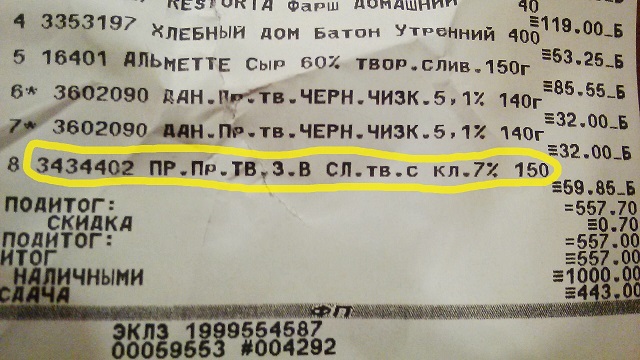 RESTORIA ФАРШ ДОМАШНИЙ
40
≡119.00_Б
4 3353197 ХЛЕБНЫЙ ДОМ БАТОН УТРЕННИЙ 400
≡53.25_Б
5 16401 АЛЬМЕТТЕ СЫР 60% ТВОР.СЛИВ.150Г
≡85.55_Б
6* 3602090 ДАН.ПР.ТВ.ЧЕРН.ЧИЗК.5,1% 140Г
≡32.00_Б
7* 3602090 ДАН.ПР.ТВ.ЧЕРН.ЧИЗК.5,1% 140Г
≡32.00_Б
8 3434402 ПР.ПР.ТВ.З.В СЛ.ТВ.С КЛ.7% 150
≡59.85_Б
ПОДИТОГ: =557.70
СКИДКА ≡0.70
ПОДИТОГ: =557.00
ИТОГ ≡557.00
НАЛИЧНЫМИ ≡1000.00
СДАЧА ≡443.00
ФП
ЭКЛЗ 1999554587
00059553 #004292